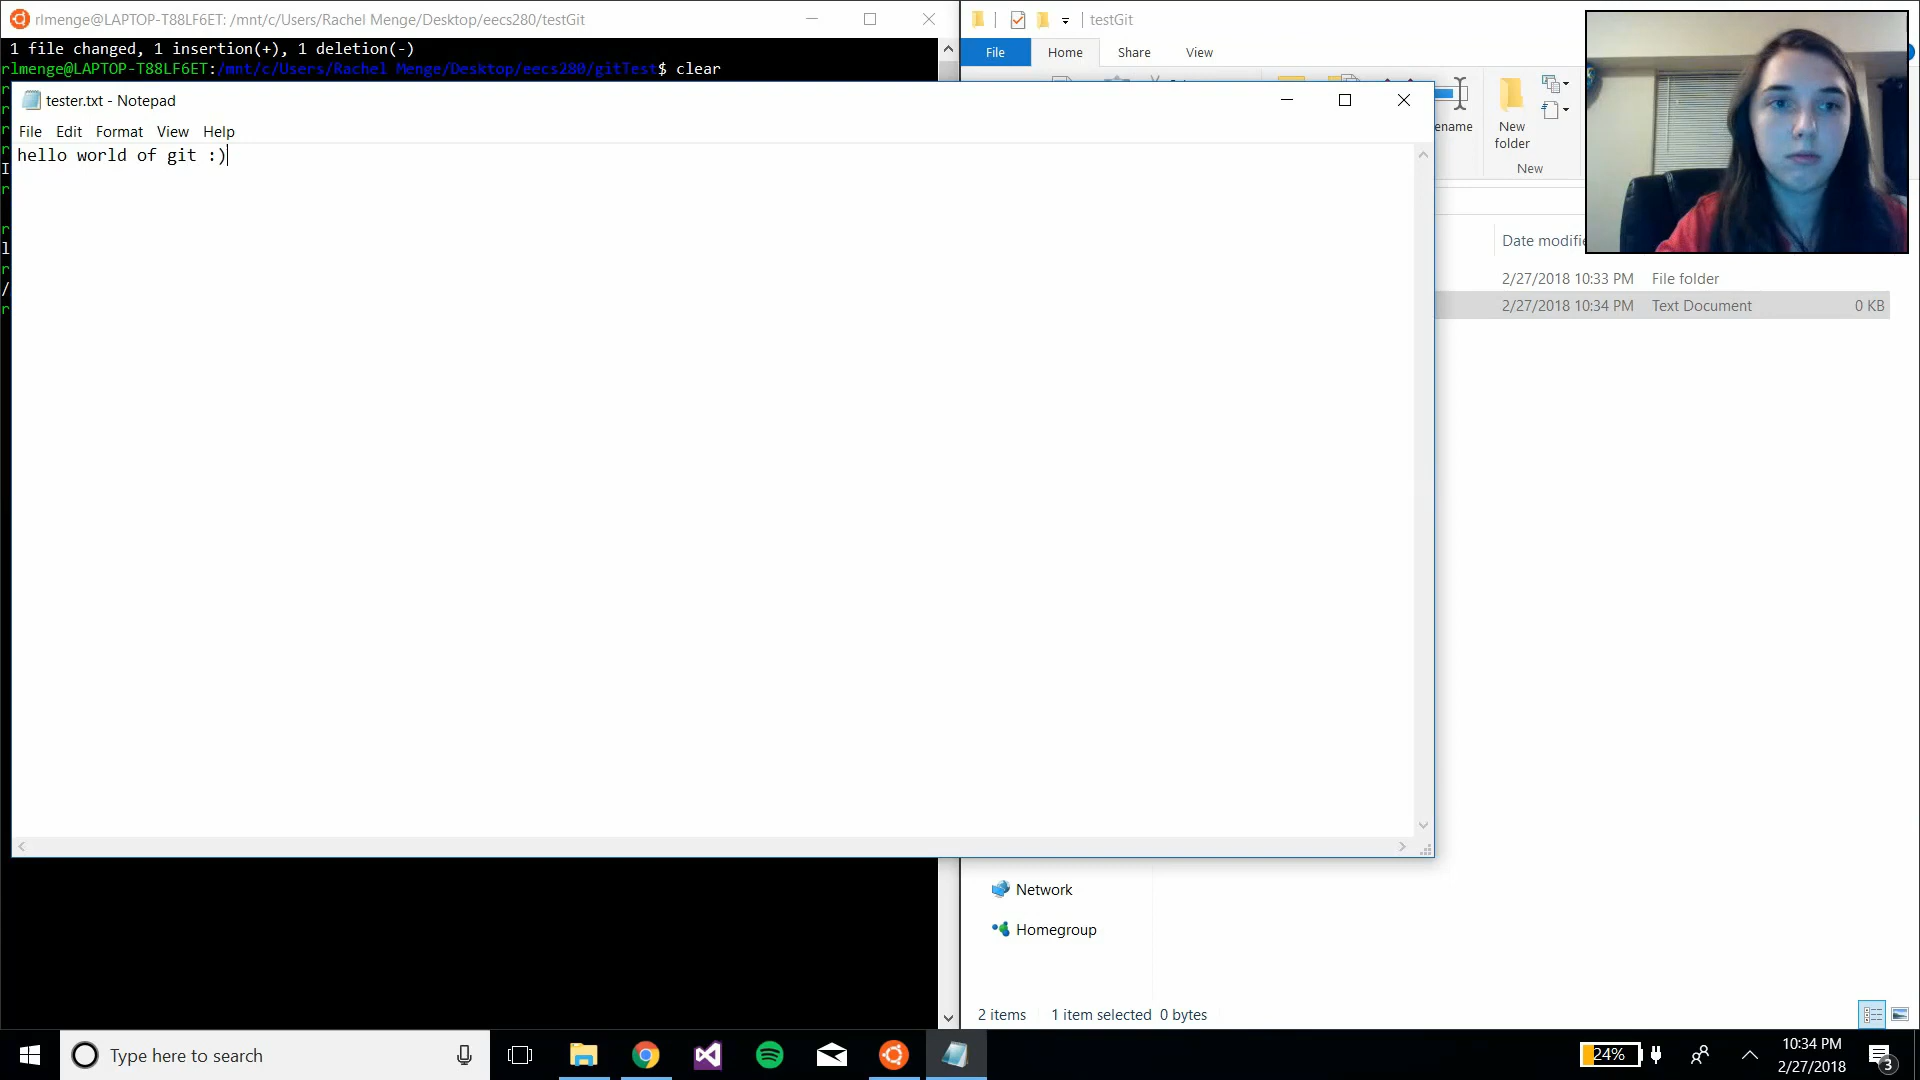 rlmenge@LAPTOP-T88LF6ET: /mnt/c/Users/Rachel Menge/Desktop/eecs280/testGit
1 file changed, 1 insertion(+), 1 deletion(-)
rlmenge@LAPTOP-T88LF6ET:/mnt/c/Users/Rachel Menge/Desktop/eecs280/gitTest$ clear
tester.txt - Notepad
File Edit Format View Help
hello world of git :)
testGit
File Home Share View
ename
New
folder
New
Date modifie
2/27/2018 10:33 PM File folder
2/27/2018 10:34 PM Text Document 0 KB
Network
Homegroup
2 items 1 item selected 0 bytes
Type here to search
24%
10:34 PM
2/27/2018
3